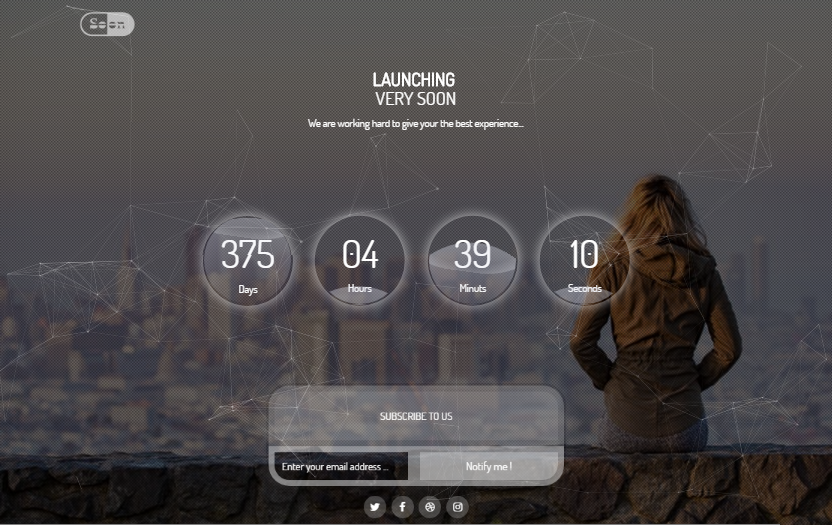 Soon
LAUNCHING
VERY SOON
We are working hard to give your the best experience...
375
Days
04
Hours
39
Minuts
10
Seconds
SUBSCRIBE TO US
Enter your email address ...
Notify me !